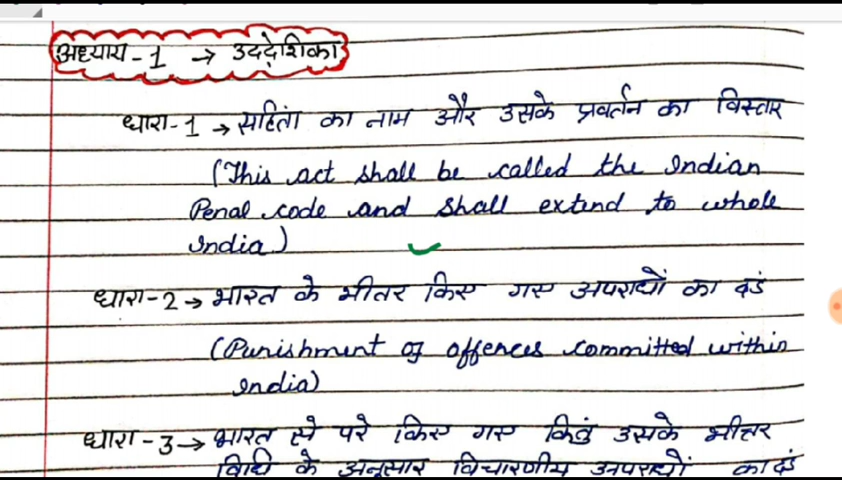 अध्याय-1 → उद्देशिका
धारा-1 → संहिता का नाम और उसके प्रवर्तन का विस्तार
(This act shall be called the Indian
Penal code and shall extend to whole
India)
धारा-2 → भारत के भीतर किए गए अपराधों का दंड
(Punishment of offences committed within
India)
धारा-3 → भारत से परे किए गए किंतु उसके भीतर
विधि के अनुसार विचारणीय अपराधों का दंड